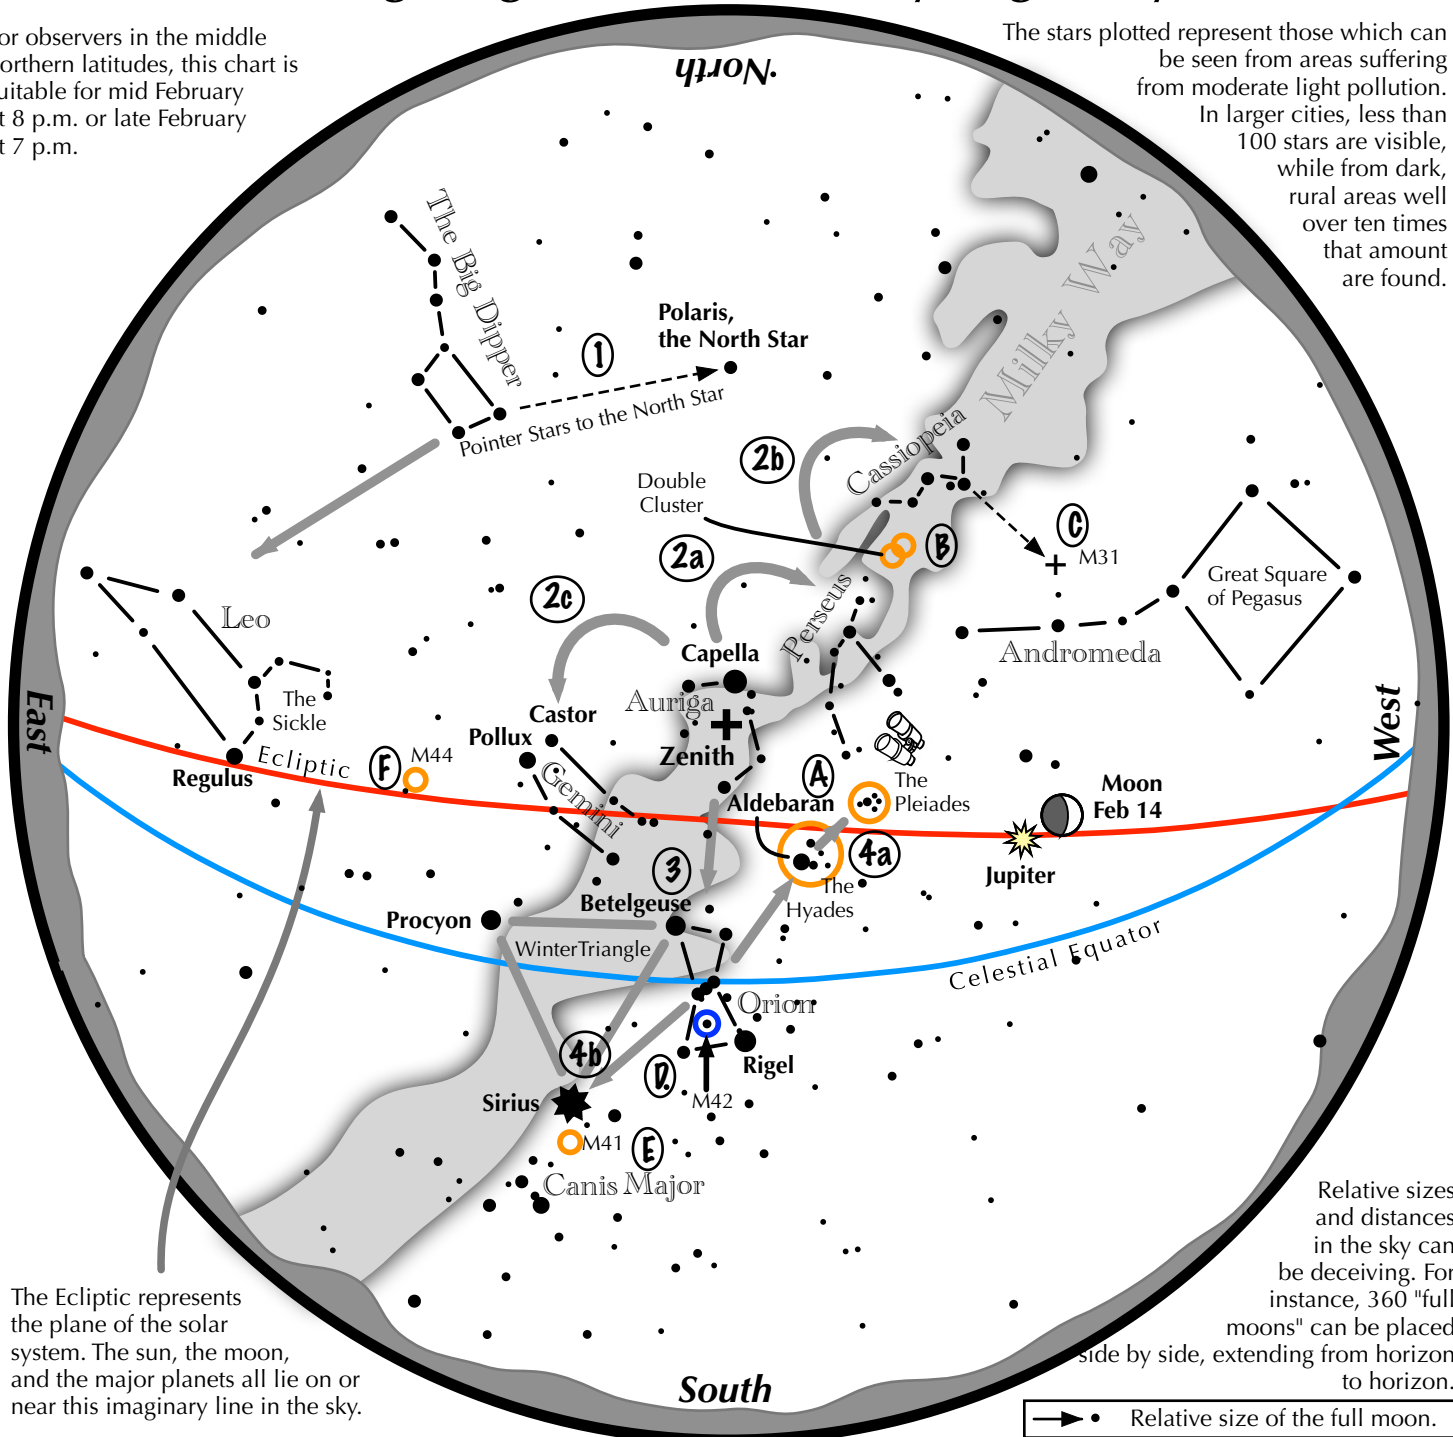 or observers in the middle
orthern latitudes, this chart is
uitable for mid February
t 8 p.m. or late February
t 7 p.m.
The stars plotted represent those which can
be seen from areas suffering
from moderate light pollution.
In larger cities, less than
100 stars are visible,
while from dark,
rural areas well
over ten times
that amount
are found.
North
The Big Dipper
Milky Way
Polaris,
the North Star
1
Pointer Stars to the North Star
2b
Cassiopeia
Double
Cluster
B
C
M31
2a
2c
Perseus
Great Square
of Pegasus
Leo
Capella
Andromeda
The
Sickle
Auriga
Castor
East
West
Pollux
Zenith
Regulus
Ecliptic
F
M44
Gemini
A
The
Pleiades
Aldebaran
Moon
Feb 14
3
4a
Jupiter
The
Hyades
Betelgeuse
Procyon
WinterTriangle
Celestial Equator
Orion
4b
Rigel
D.
Sirius
M42
M41
E
Canis Major
Relative sizes
and distances
in the sky can
be deceiving. For
instance, 360 "full
moons" can be placed
side by side, extending from horizon
to horizon.
The Ecliptic represents
the plane of the solar
system. The sun, the moon,
and the major planets all lie on or
near this imaginary line in the sky.
South
Relative size of the full moon.